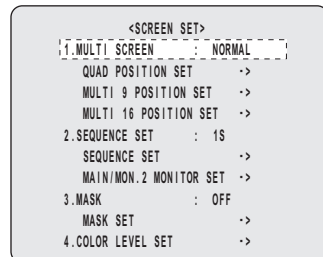 <SCREEN SET>
1.MULTI SCREEN : NORMAL
QUAD POSITION SET ->
MULTI 9 POSITION SET ->
MULTI 16 POSITION SET ->
2.SEQUENCE SET : 1S
SEQUENCE SET ->
MAIN/MON.2 MONITOR SET ->
3.MASK : OFF
MASK SET ->
4.COLOR LEVEL SET ->